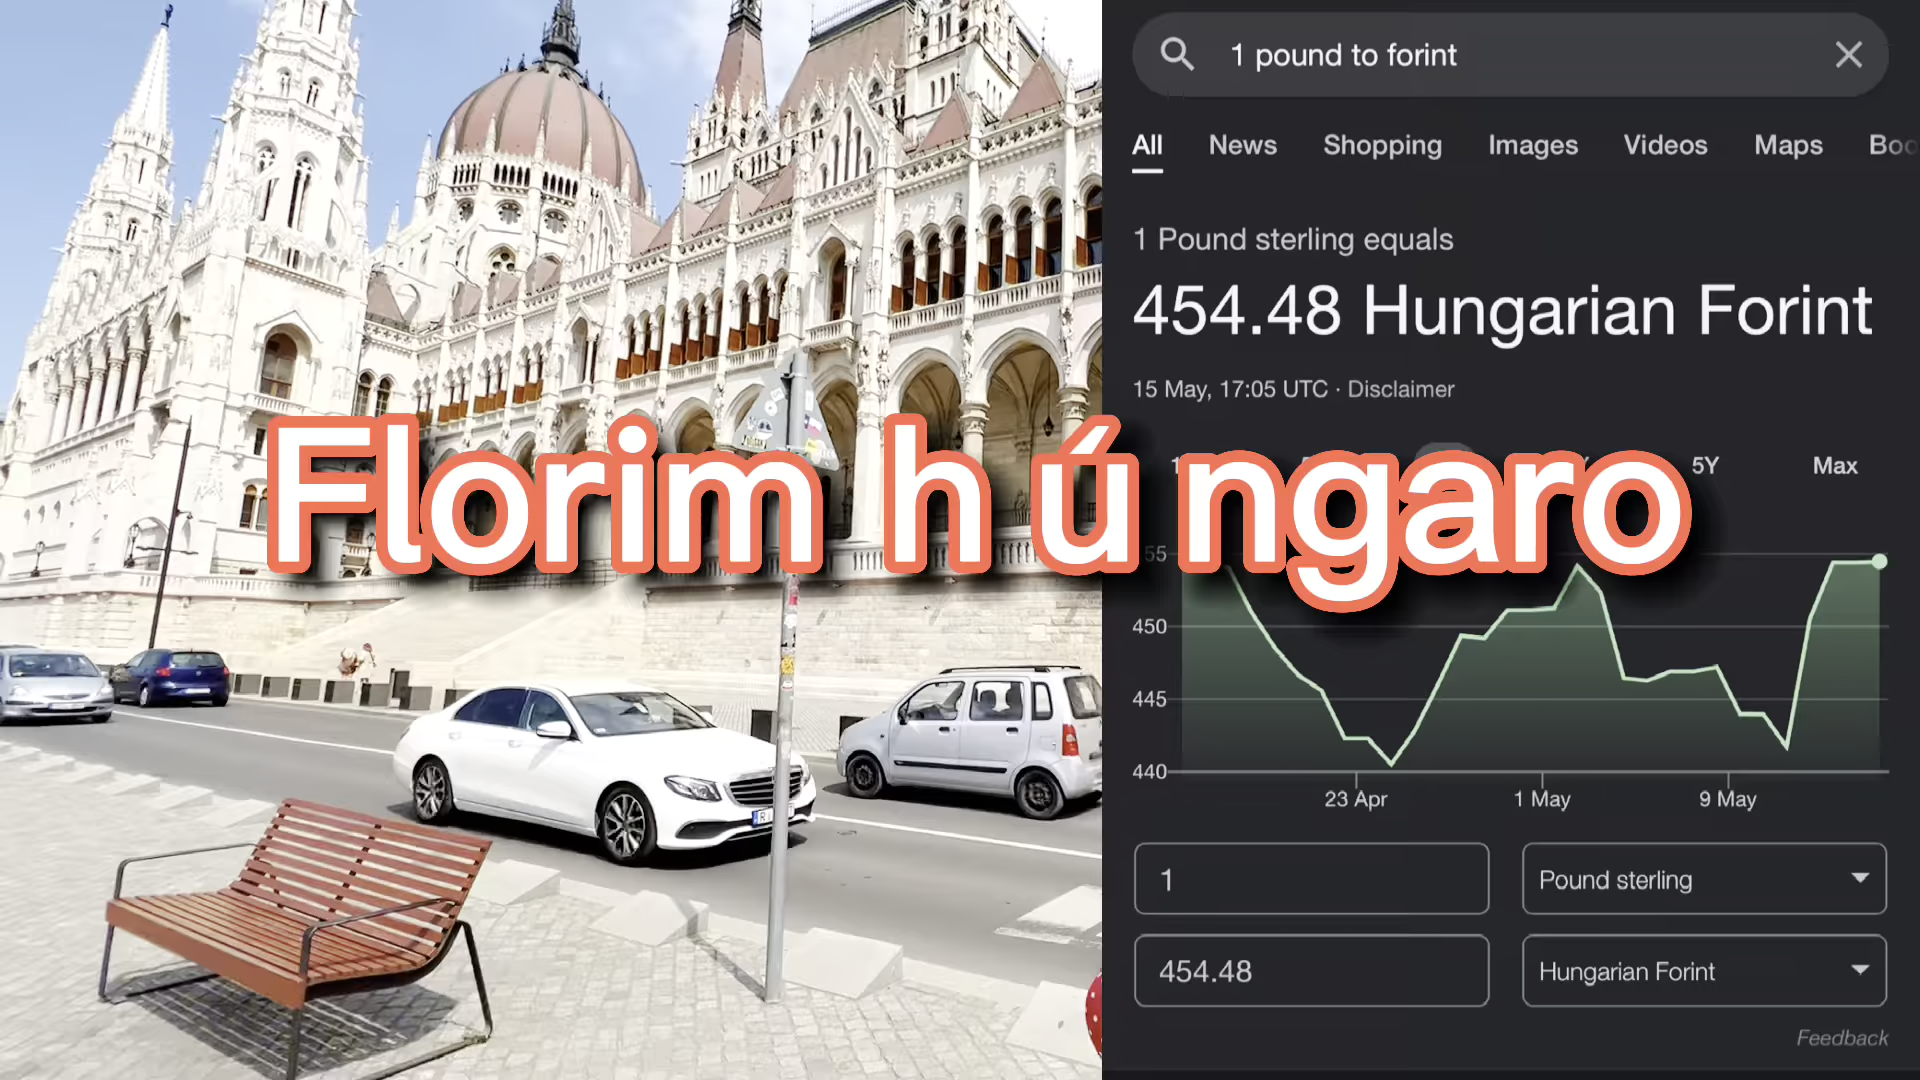 1 pound to forint
All News Shopping Images Videos Maps Boo
1 Pound sterling equals
454.48 Hungarian Forint
15 May, 17:05 UTC · Disclaimer
5Y Max
Florim húngaro
450
445
440
23 Apr 1 May 9 May
1 Pound sterling
454.48 Hungarian Forint
Feedback